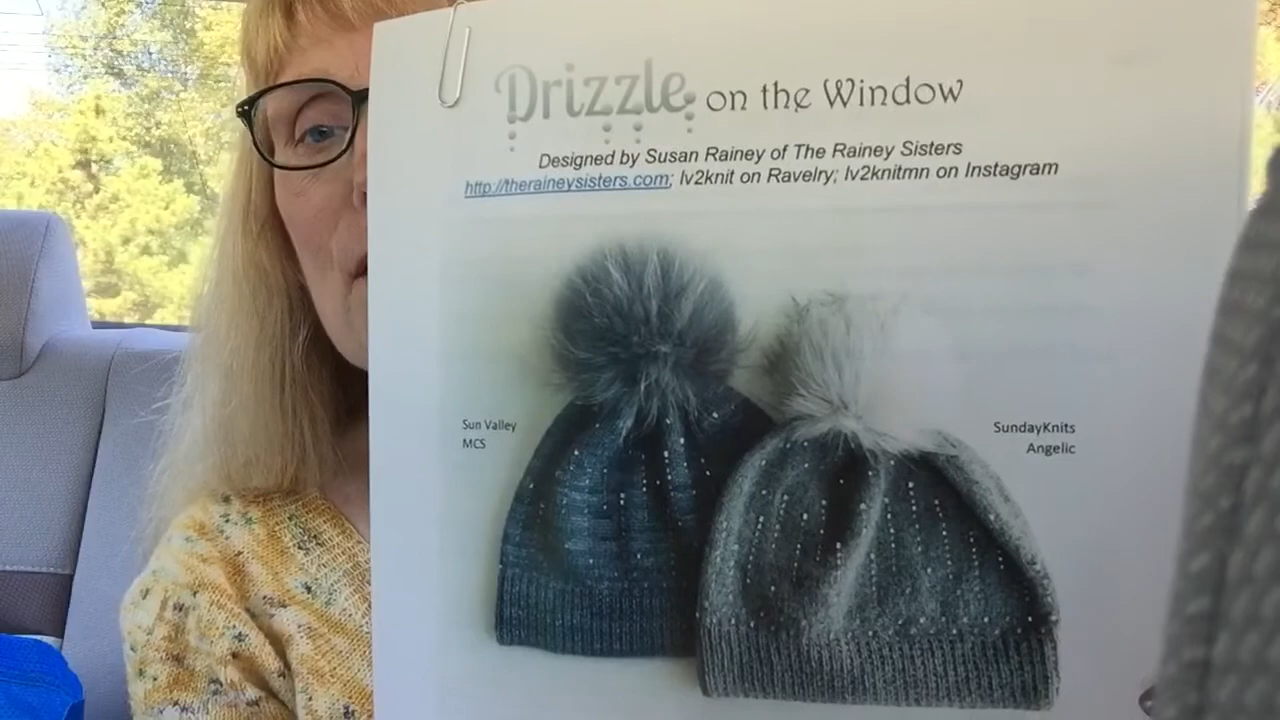 Drizzle on the Window
Designed by Susan Rainey of The Rainey Sisters
http://theraineysisters.com; lv2knit on Ravelry; lv2knitmn on Instagram
Sun Valley
MCS
SundayKnits
Angelic